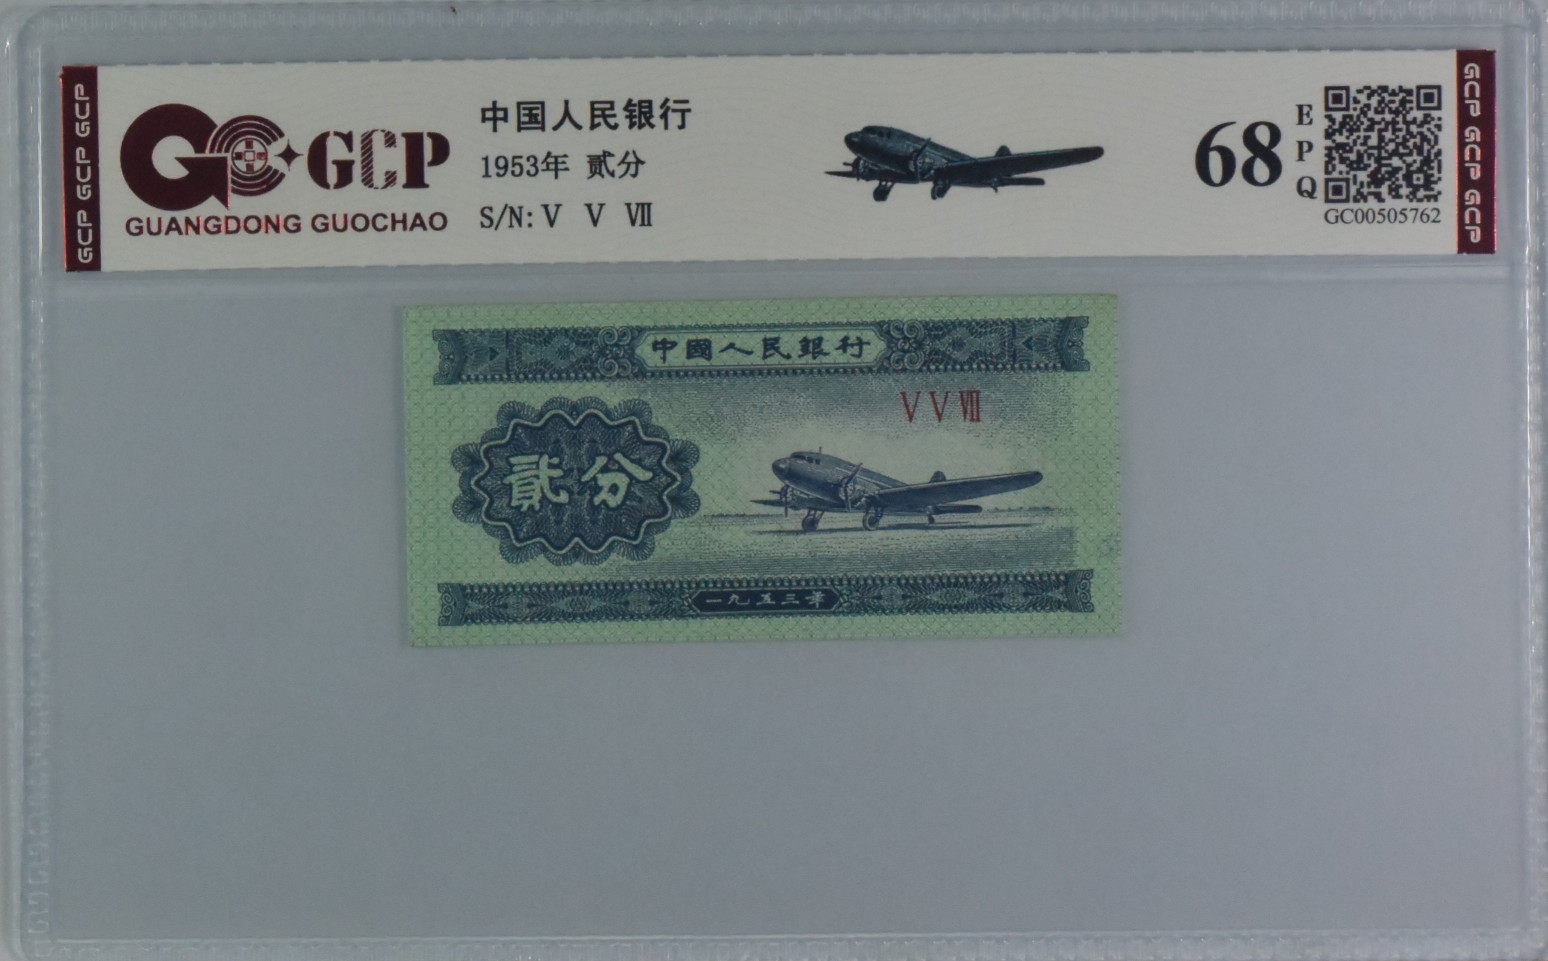 GCP GCP GCP
GCP
GUANGDONG GUOCHAO
中国人民银行
1953年 贰分
S/N: V V Ⅶ
68
EPQ
GC00505762
GCP GCP GCP
中國人民銀行
V V Ⅶ
貳分
一九五三年